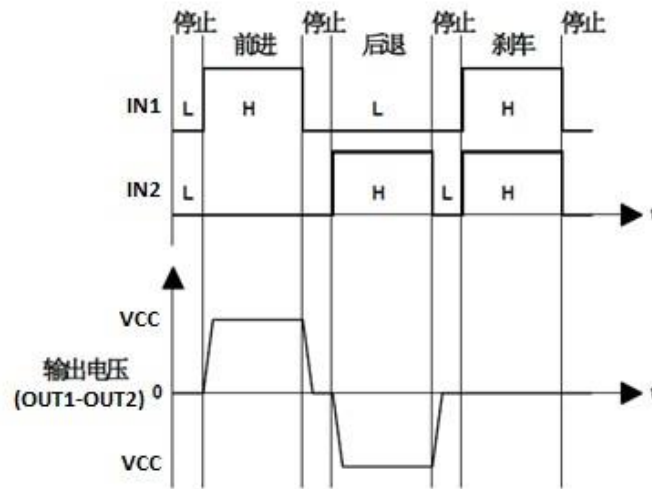 停止 停止 停止 停止
前进 后退 刹车
IN1 L H L H
IN2 L H L H
t
VCC
输出电压 0
(OUT1-OUT2)
VCC